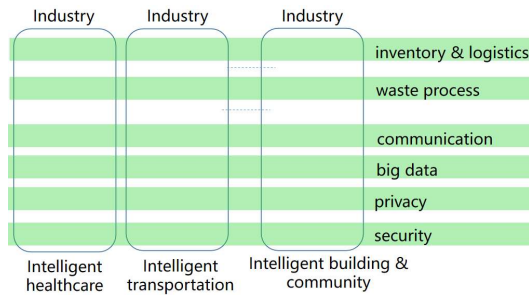 Industry
Industry
Industry
inventory & logistics
waste process
communication
big data
privacy
security
Intelligent
healthcare
Intelligent
transportation
Intelligent building &
community